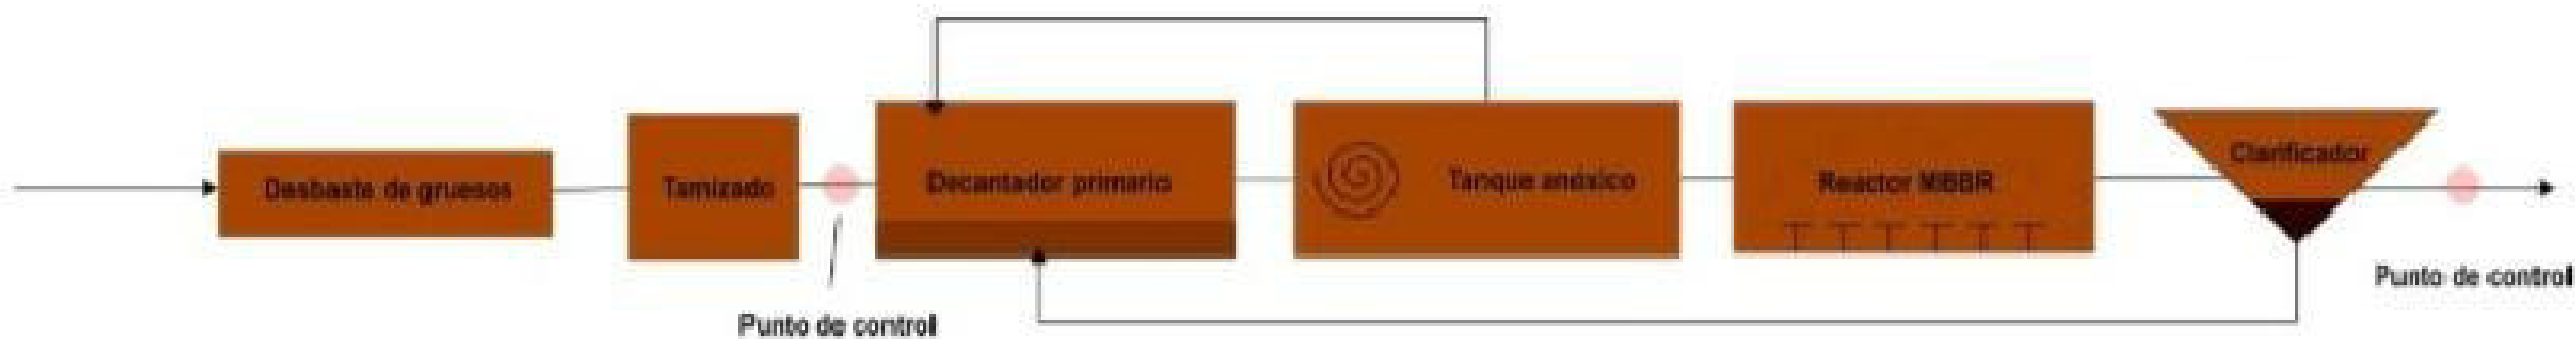 Desbaste de gruesos
Tamizado
Decantador primario
Tanque anóxico
Reactor MBBR
Clarificador
Punto de control
Punto de control